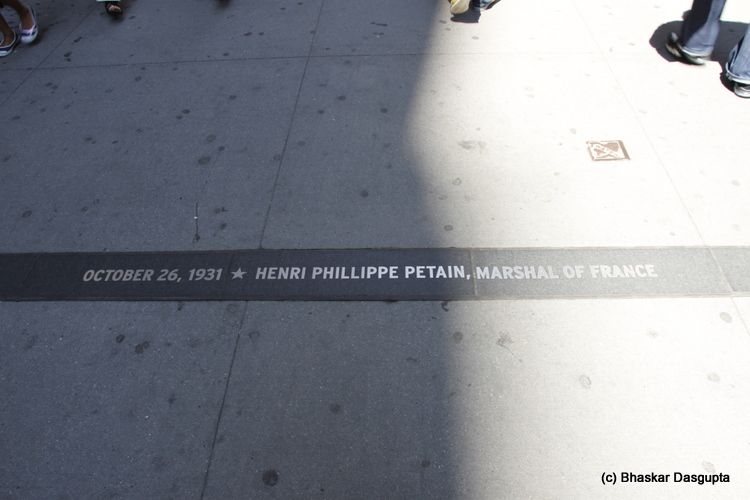 OCTOBER 26, 1931 ★ HENRI PHILLIPPE PETAIN, MARSHAL OF FRANCE
(c) Bhaskar Dasgupta